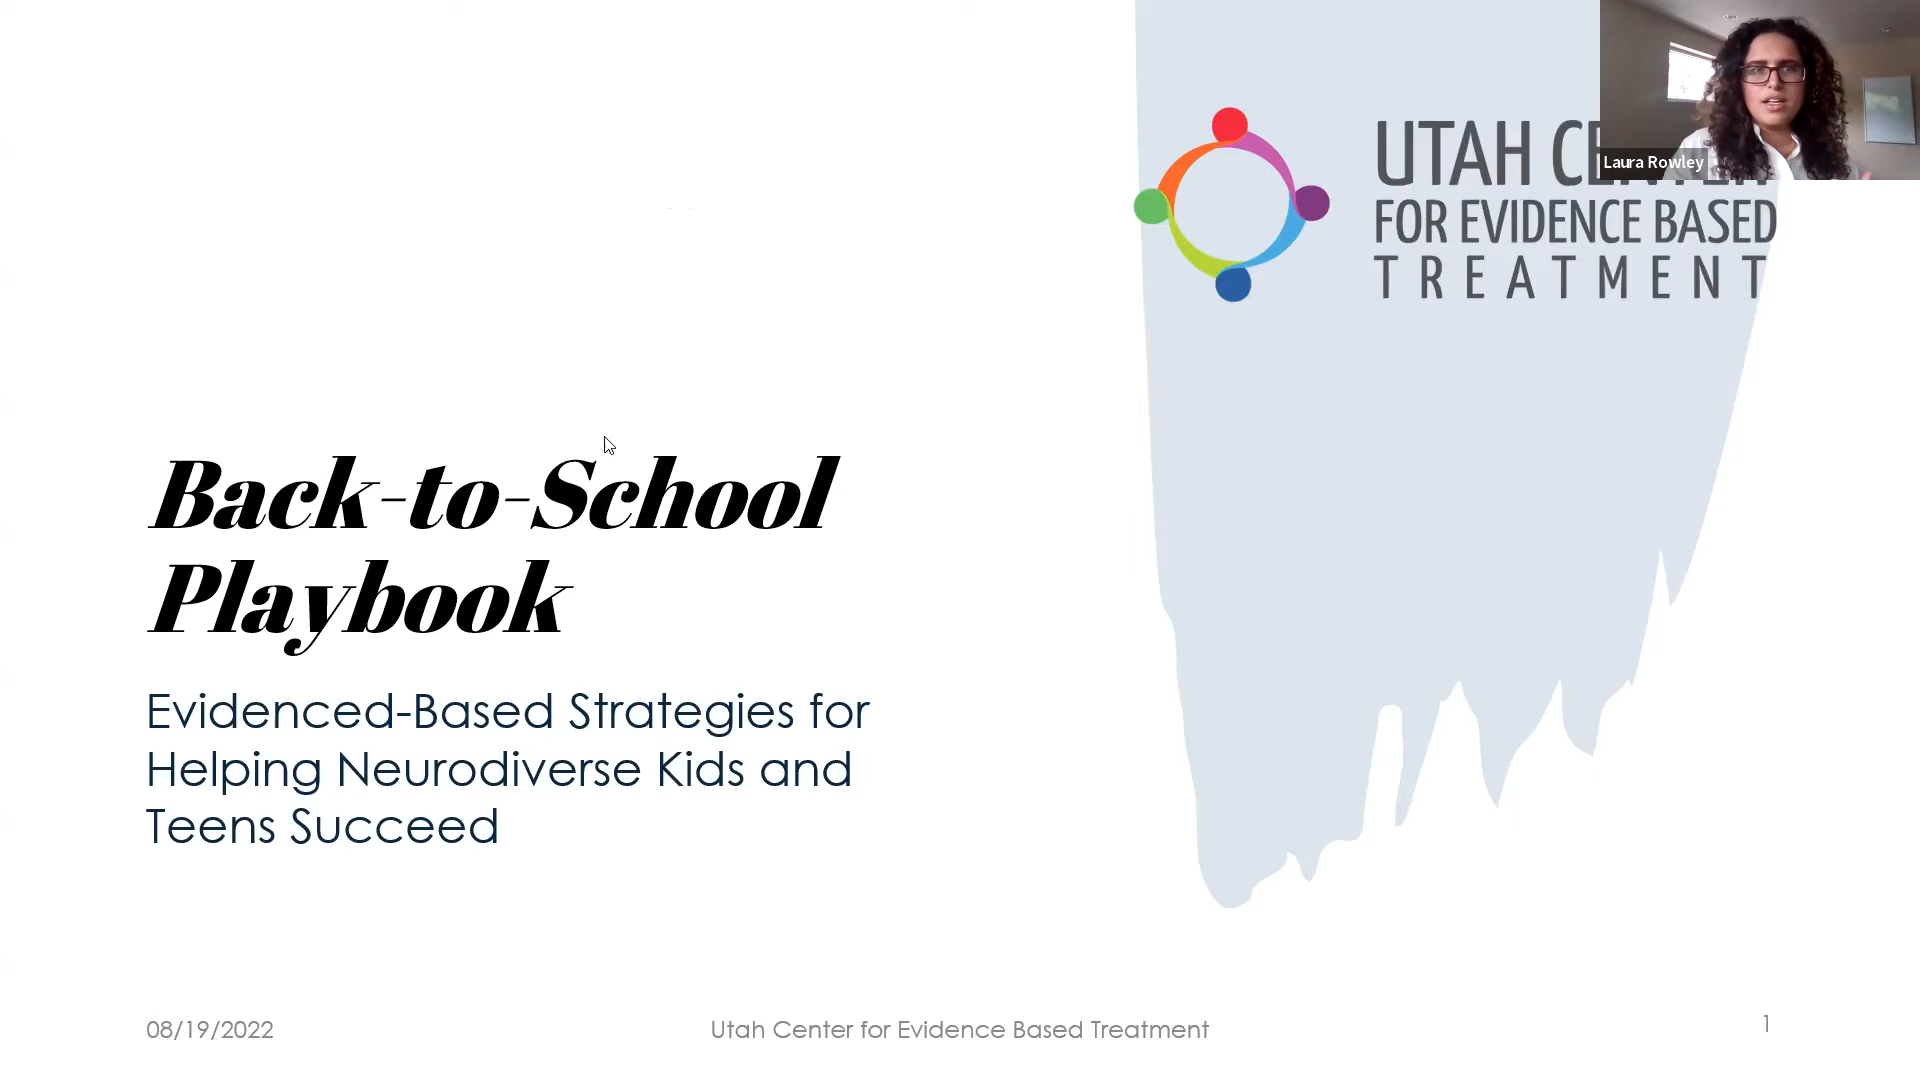 UTAH CENTER
FOR EVIDENCE BASED
TREATMENT
Laura Rowley
Back-to-School
Playbook
Evidenced-Based Strategies for
Helping Neurodiverse Kids and
Teens Succeed
08/19/2022
Utah Center for Evidence Based Treatment
1